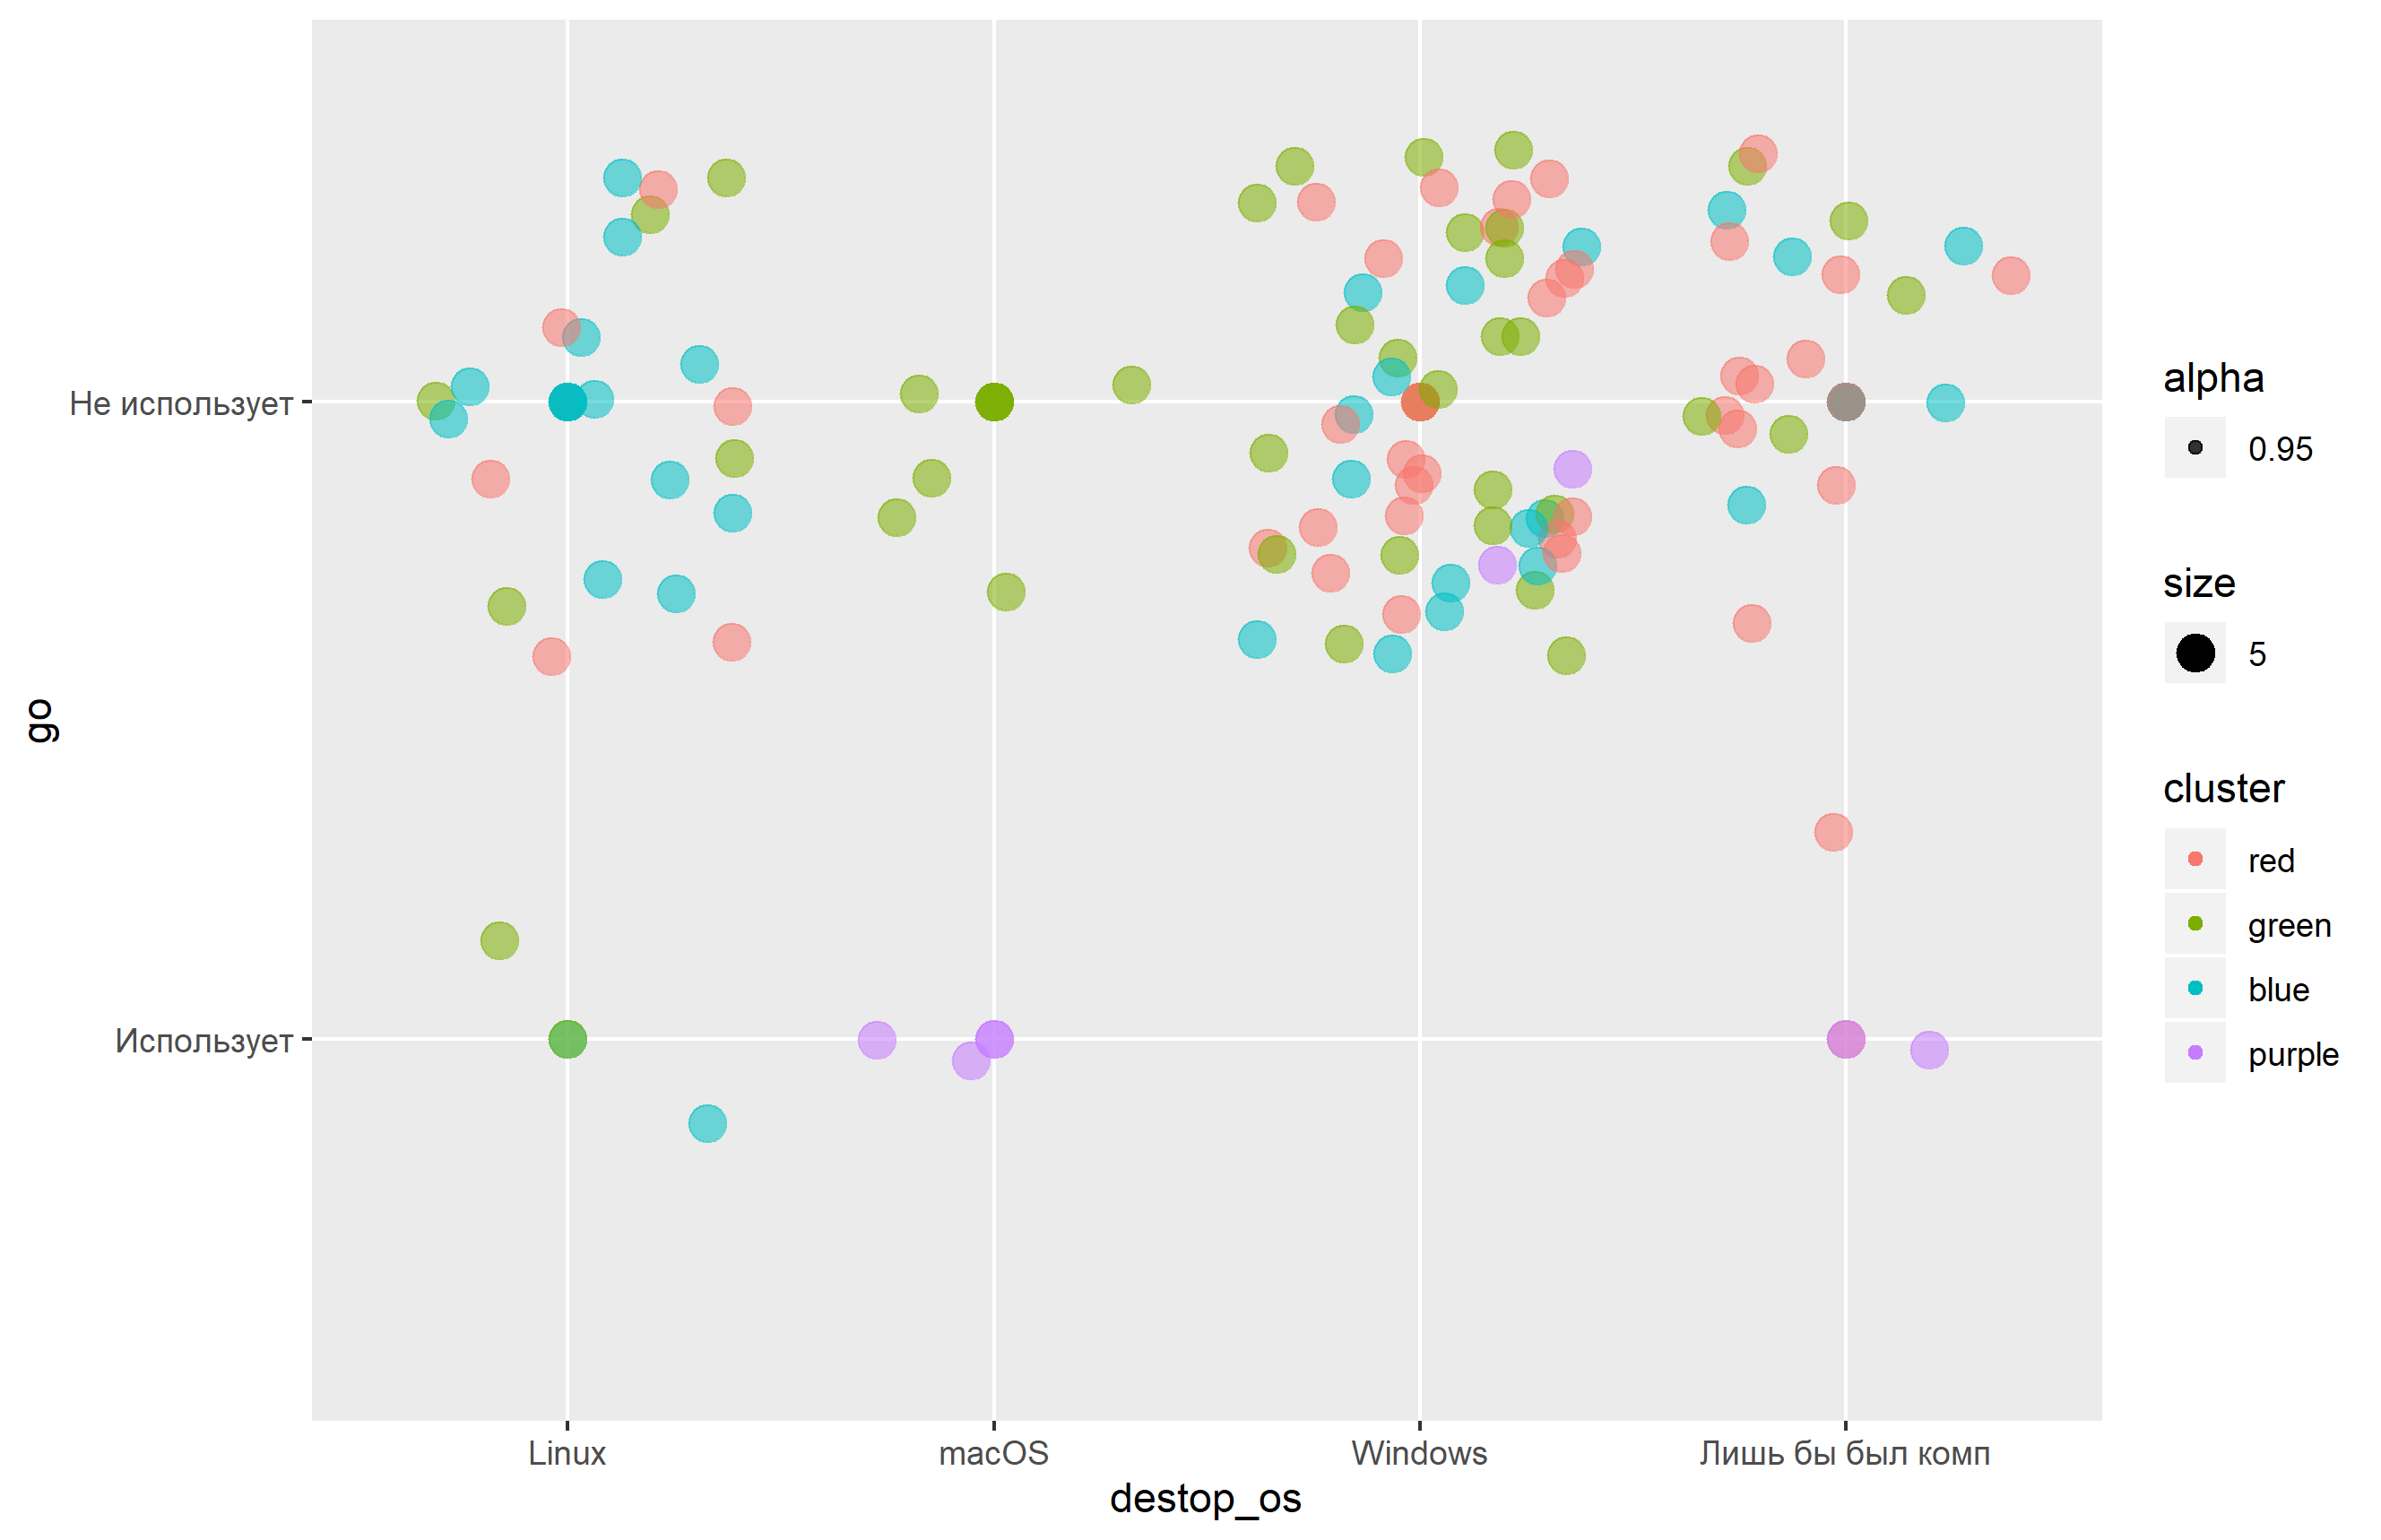 go
Не использует
Использует
Linux
macOS
Windows
Лишь бы был комп
destop_os
alpha
0.95
size
5
cluster
red
green
blue
purple